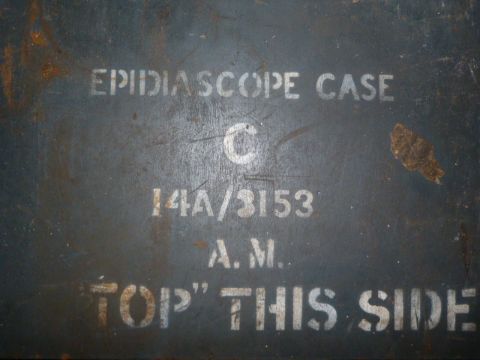 EPIDIASCOPE CASE
C
14A/3153
A.M.
"TOP" THIS SIDE